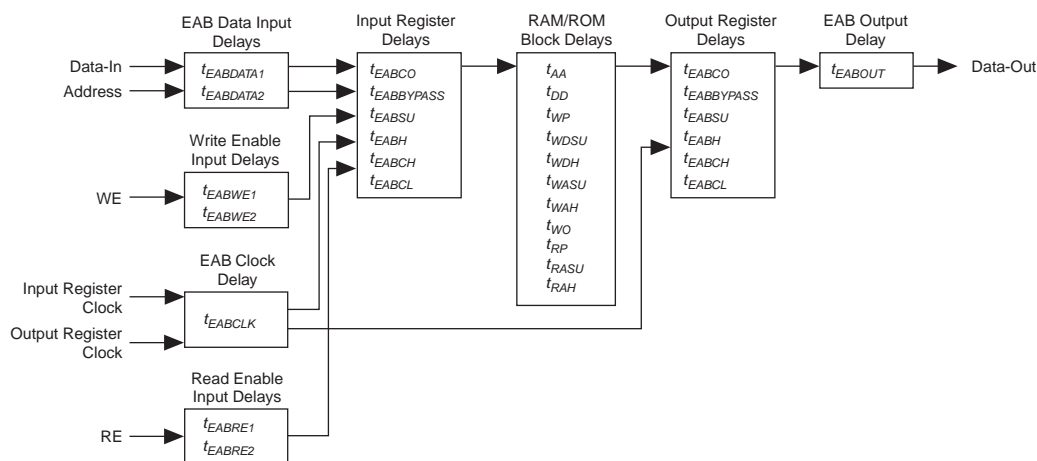 EAB Data Input
Delays
Data-In
Address
tEABDATA1
tEABDATA2
Write Enable
Input Delays
WE
tEABWE1
tEABWE2
EAB Clock
Delay
Input Register
Clock
Output Register
Clock
tEABCLK
Read Enable
Input Delays
RE
tEABRE1
tEABRE2
Input Register
Delays
tEABCO
tEABBYPASS
tEABSU
tEABH
tEABCH
tEABCL
RAM/ROM
Block Delays
tAA
tDD
tWP
tWDSU
tWDH
tWASU
tWAH
tWO
tRP
tRASU
tRAH
Output Register
Delays
tEABCO
tEABBYPASS
tEABSU
tEABH
tEABCH
tEABCL
EAB Output
Delay
tEABOUT
Data-Out